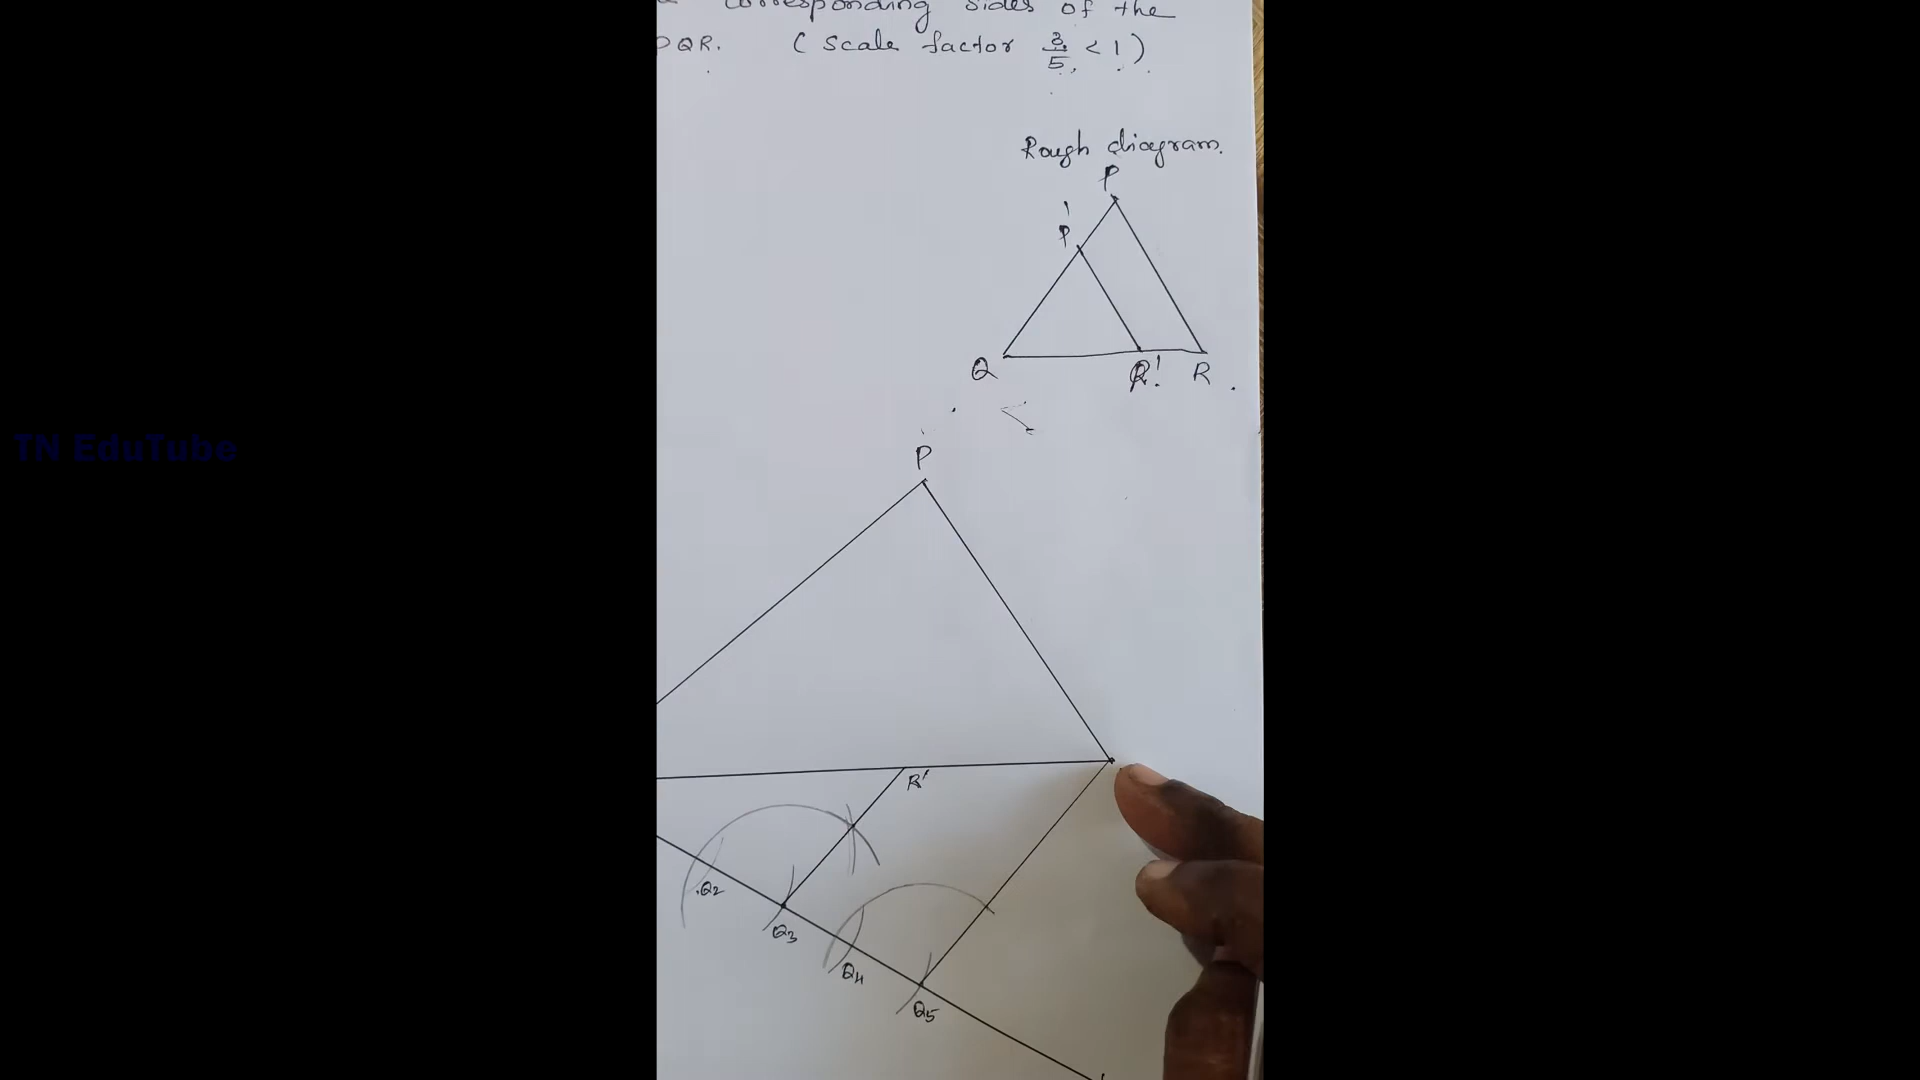 corresponding sides of the
PQR. ( Scale factor 3/5 < 1 )
Rough diagram.
P
P'
Q R' R
P
R'
Q2
Q3
Q4
Q5
TN EduTube